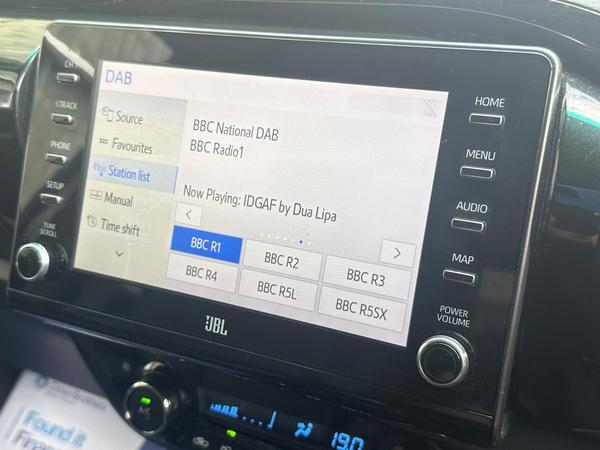 DAB
CH >
< TRACK
PHONE
SETUP
TUNE
SCROLL
Source
Favourites
Station list
Manual
Time shift
BBC National DAB
BBC Radio1
Now Playing: IDGAF by Dua Lipa
BBC R1
BBC R2
BBC R3
BBC R4
BBC R5L
BBC R5SX
HOME
MENU
AUDIO
MAP
POWER
VOLUME
JBL
A/C
19.0
Found it